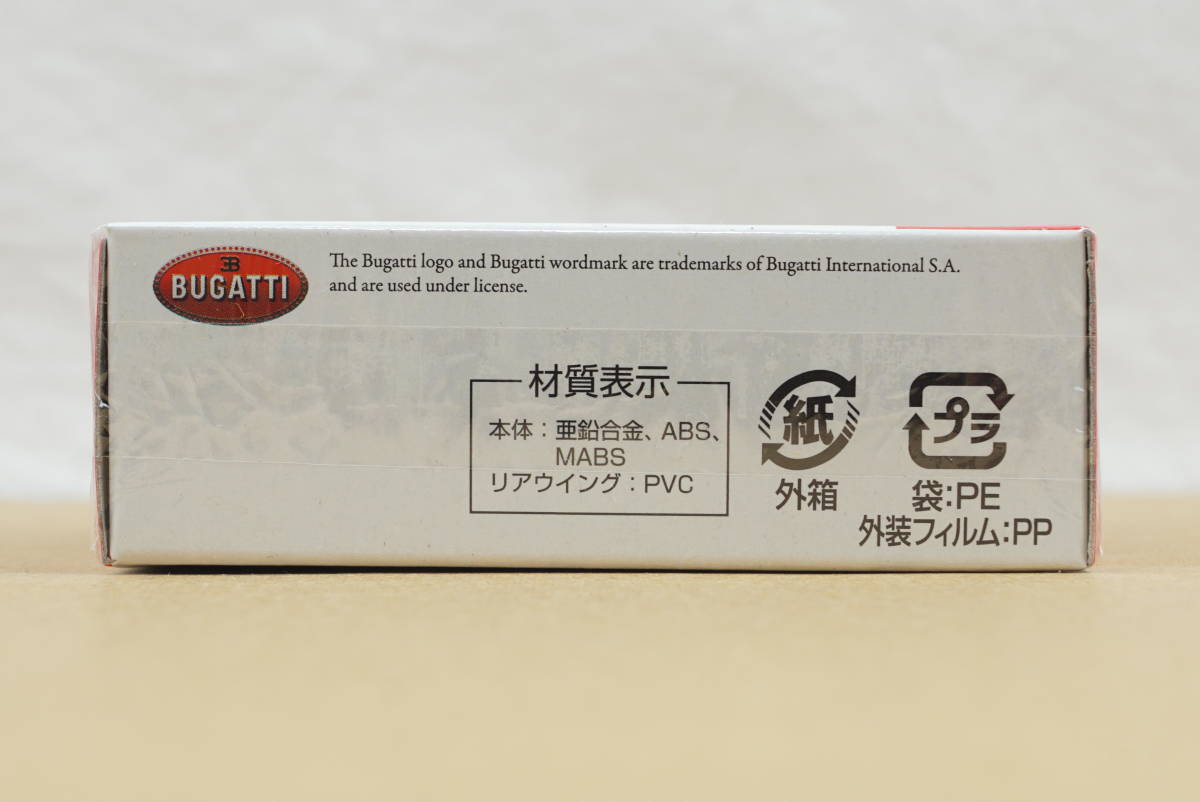 EB
BUGATTI
The Bugatti logo and Bugatti wordmark are trademarks of Bugatti International S.A.
and are used under license.
材質表示
本体：亜鉛合金、ABS、
MABS
リアウイング：PVC
紙
外箱
プラ
袋：PE
外装フィルム：PP